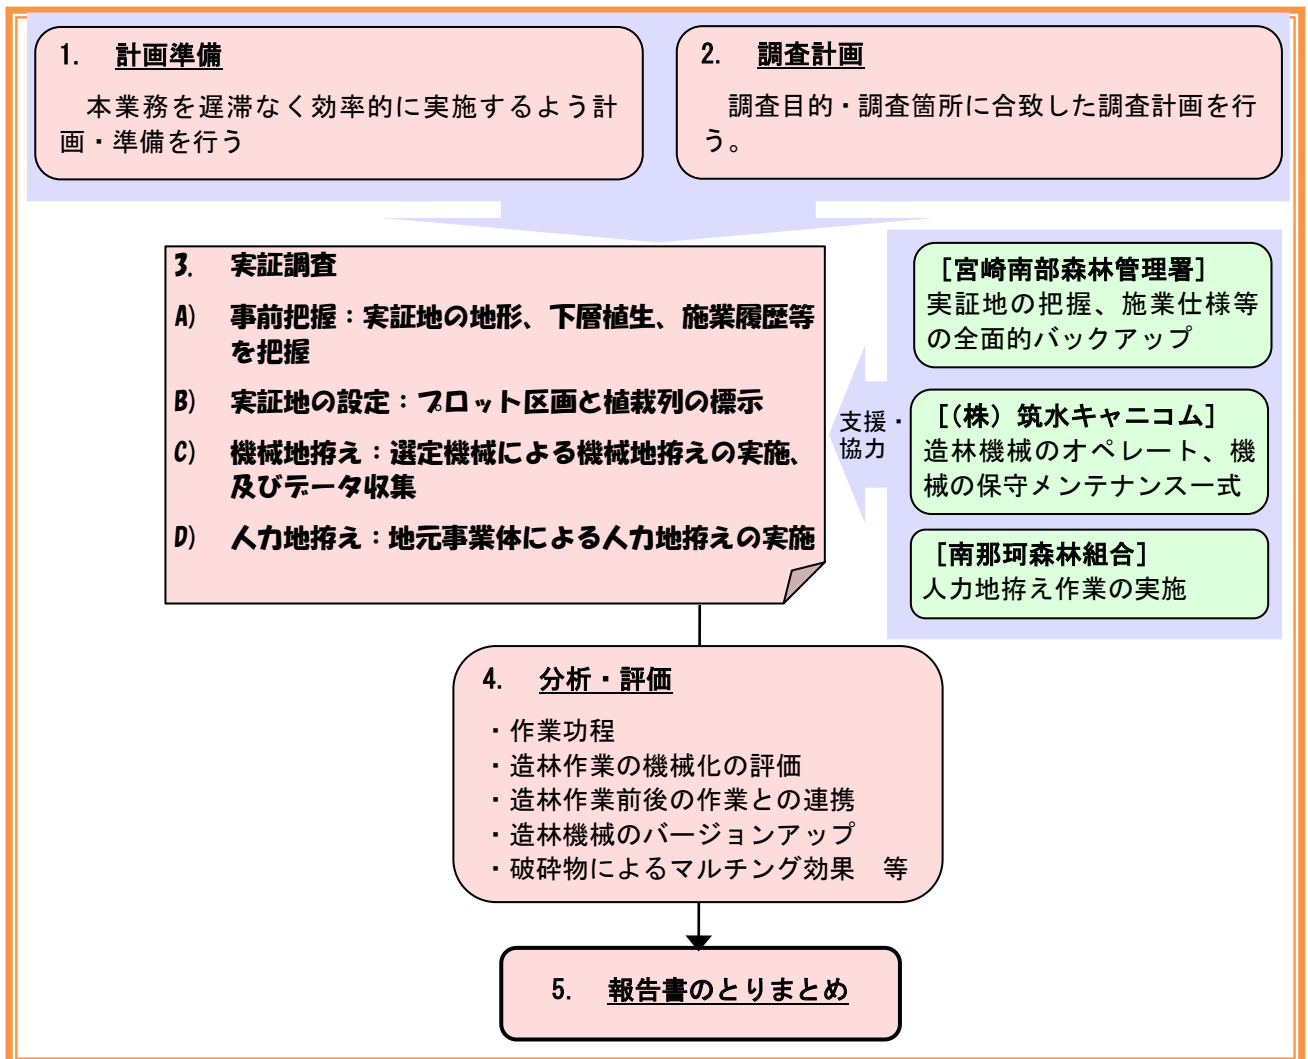 1. 計画準備
本業務を遅滞なく効率的に実施するよう計
画・準備を行う
2. 調査計画
調査目的・調査箇所に合致した調査計画を行
う。
3. 実証調査
A) 事前把握：実証地の地形、下層植生、施業履歴等
を把握
B) 実証地の設定：プロット区画と植栽列の標示
C) 機械地拵え：選定機械による機械地拵えの実施、
及びデータ収集
D) 人力地拵え：地元事業体による人力地拵えの実施
支援・
協力
［宮崎南部森林管理署］
実証地の把握、施業仕様等
の全面的バックアップ
［(株）筑水キャニコム］
造林機械のオペレート、機
械の保守メンテナンス一式
［南那珂森林組合］
人力地拵え作業の実施
4. 分析・評価
・作業功程
・造林作業の機械化の評価
・造林作業前後の作業との連携
・造林機械のバージョンアップ
・破砕物によるマルチング効果　等
5. 報告書のとりまとめ